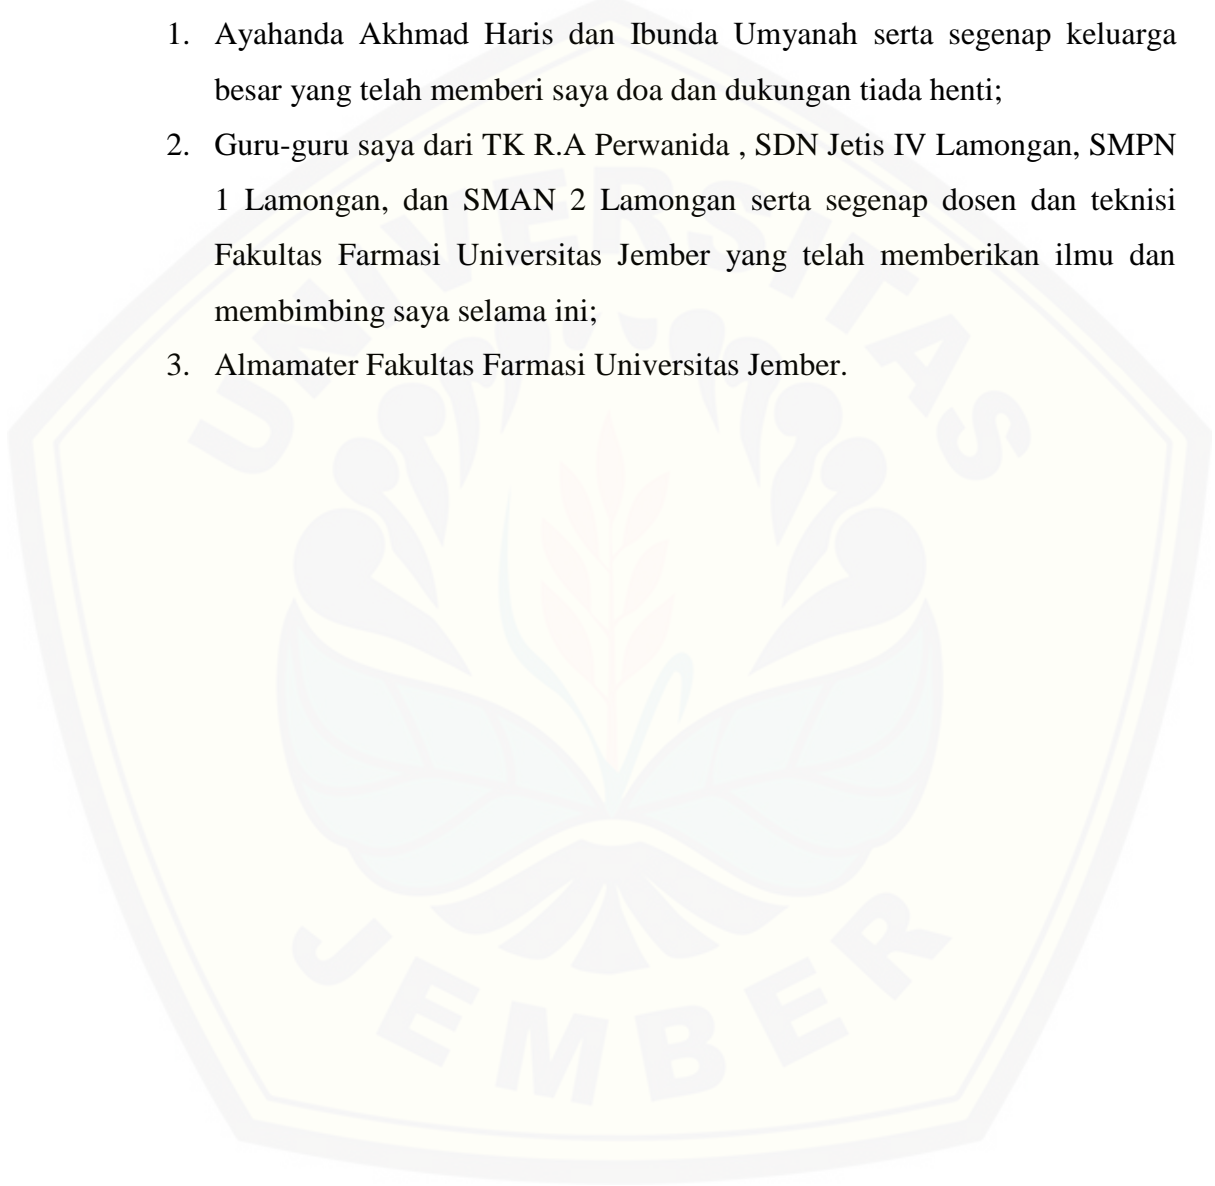 1. Ayahanda Akhmad Haris dan Ibunda Umyanah serta segenap keluarga
besar yang telah memberi saya doa dan dukungan tiada henti;
2. Guru-guru saya dari TK R.A Perwanida , SDN Jetis IV Lamongan, SMPN
1 Lamongan, dan SMAN 2 Lamongan serta segenap dosen dan teknisi
Fakultas Farmasi Universitas Jember yang telah memberikan ilmu dan
membimbing saya selama ini;
3. Almamater Fakultas Farmasi Universitas Jember.
UNIVERSITAS
JEMBER